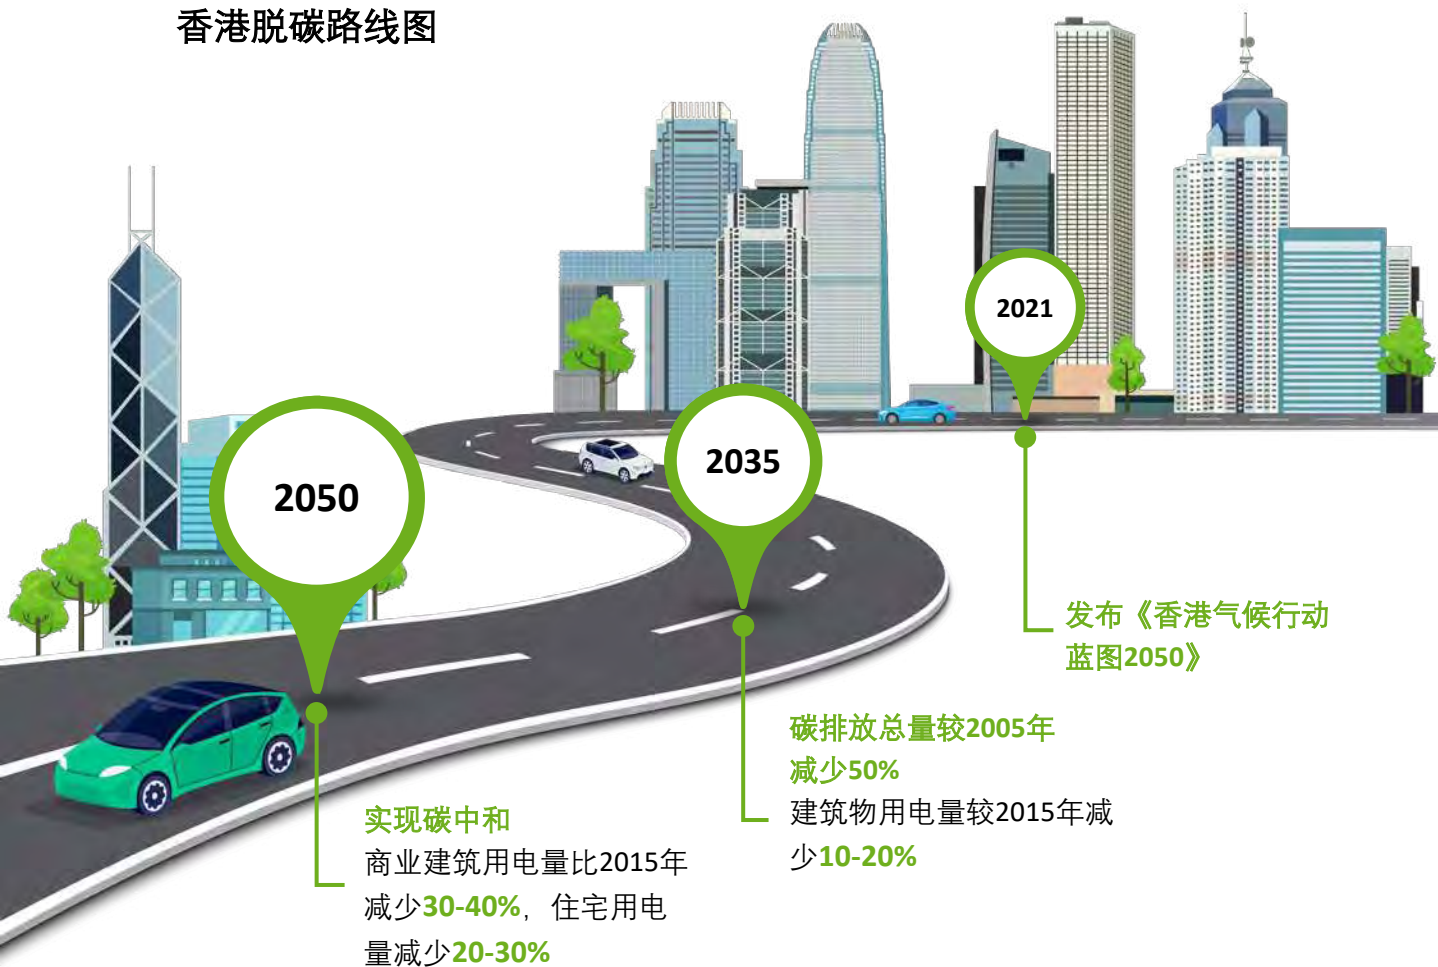 香港脱碳路线图
2021
发布《香港气候行动
蓝图2050》
2035
碳排放总量较2005年
减少50%
建筑物用电量较2015年减
少10-20%
2050
实现碳中和
商业建筑用电量比2015年
减少30-40%，住宅用电
量减少20-30%